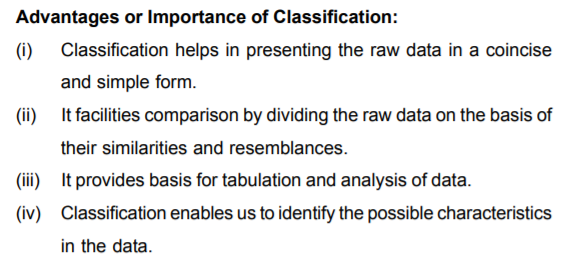 Advantages or Importance of Classification:
(i) Classification helps in presenting the raw data in a coincise
and simple form.
(ii) It facilities comparison by dividing the raw data on the basis of
their similarities and resemblances.
(iii) It provides basis for tabulation and analysis of data.
(iv) Classification enables us to identify the possible characteristics
in the data.